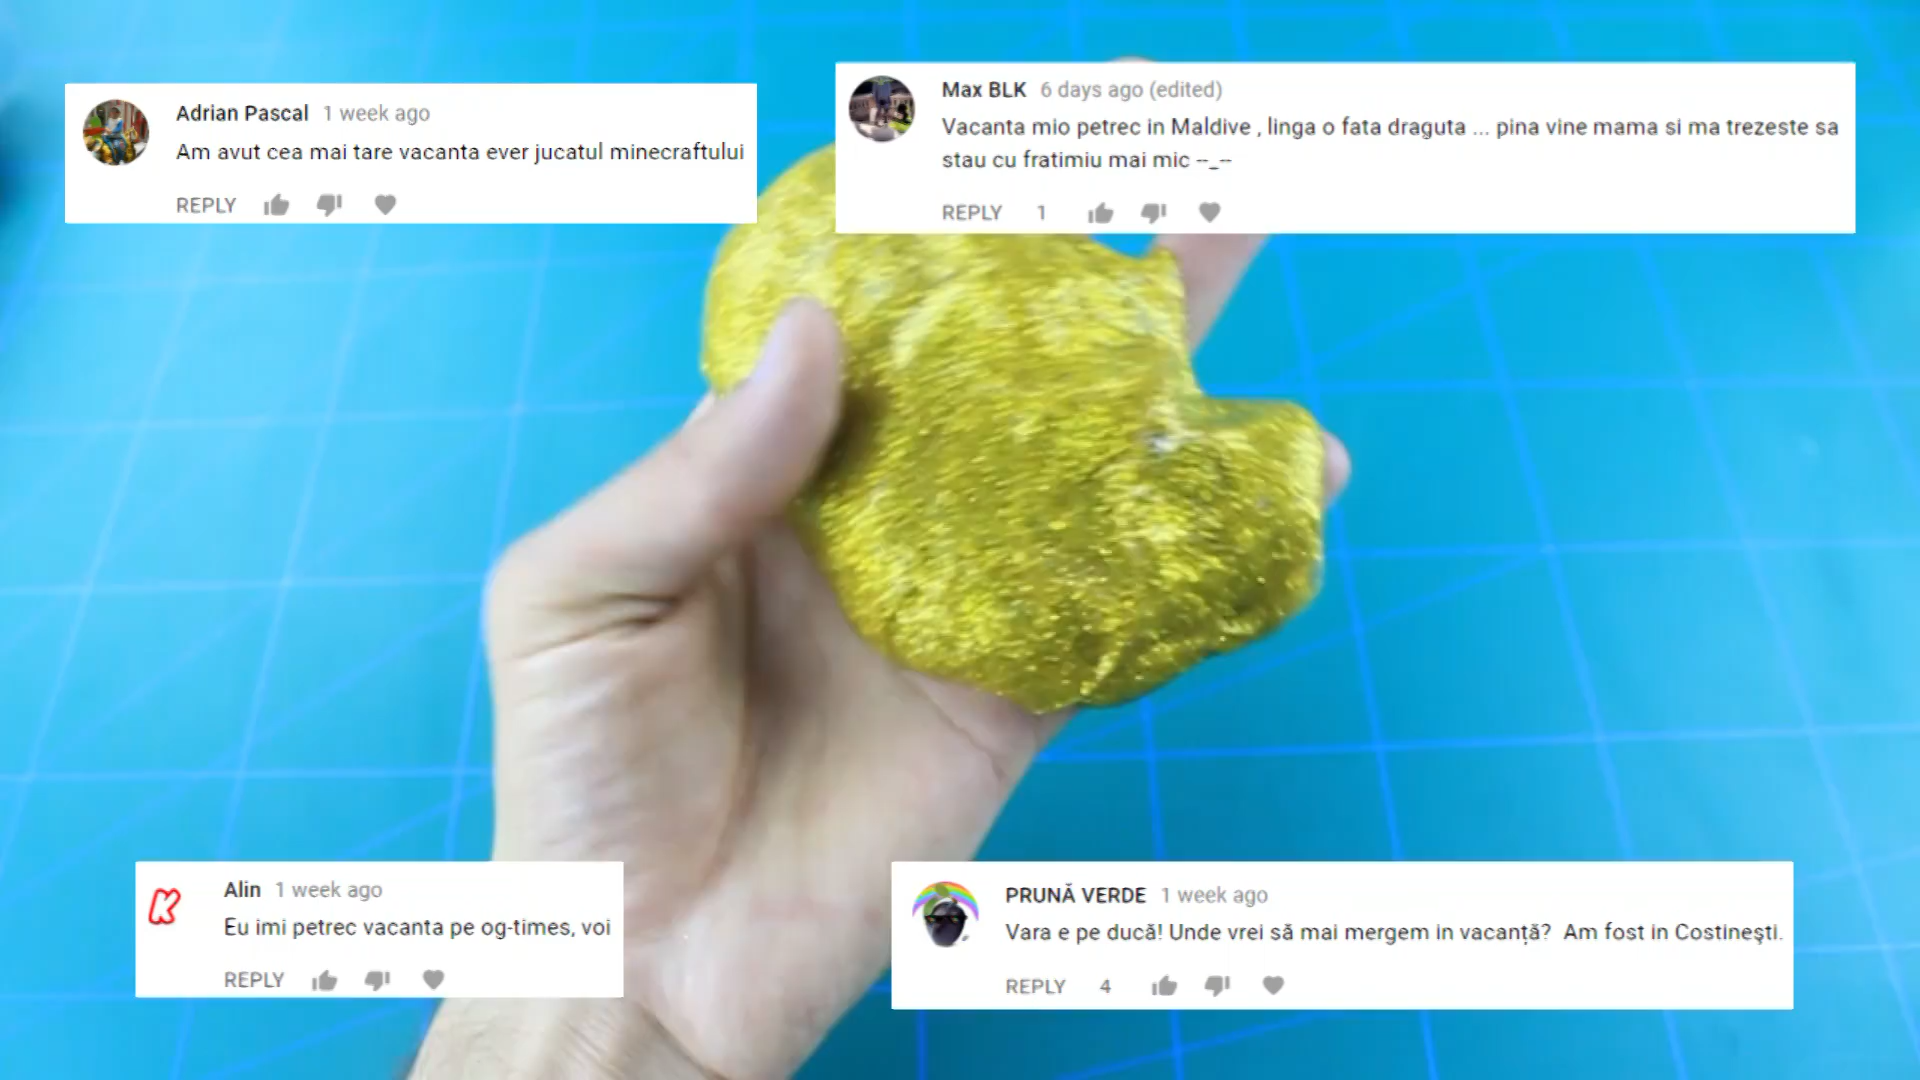 Adrian Pascal 1 week ago
Am avut cea mai tare vacanta ever jucatul minecraftului
REPLY
Max BLK 6 days ago (edited)
Vacanta mio petrec in Maldive , linga o fata draguta ... pina vine mama si ma trezeste sa
stau cu fratimiu mai mic --_--
REPLY 1
Alin 1 week ago
Eu imi petrec vacanta pe og-times, voi
REPLY
PRUNĂ VERDE 1 week ago
Vara e pe ducă! Unde vrei să mai mergem in vacanță? Am fost in Costinești.
REPLY 4